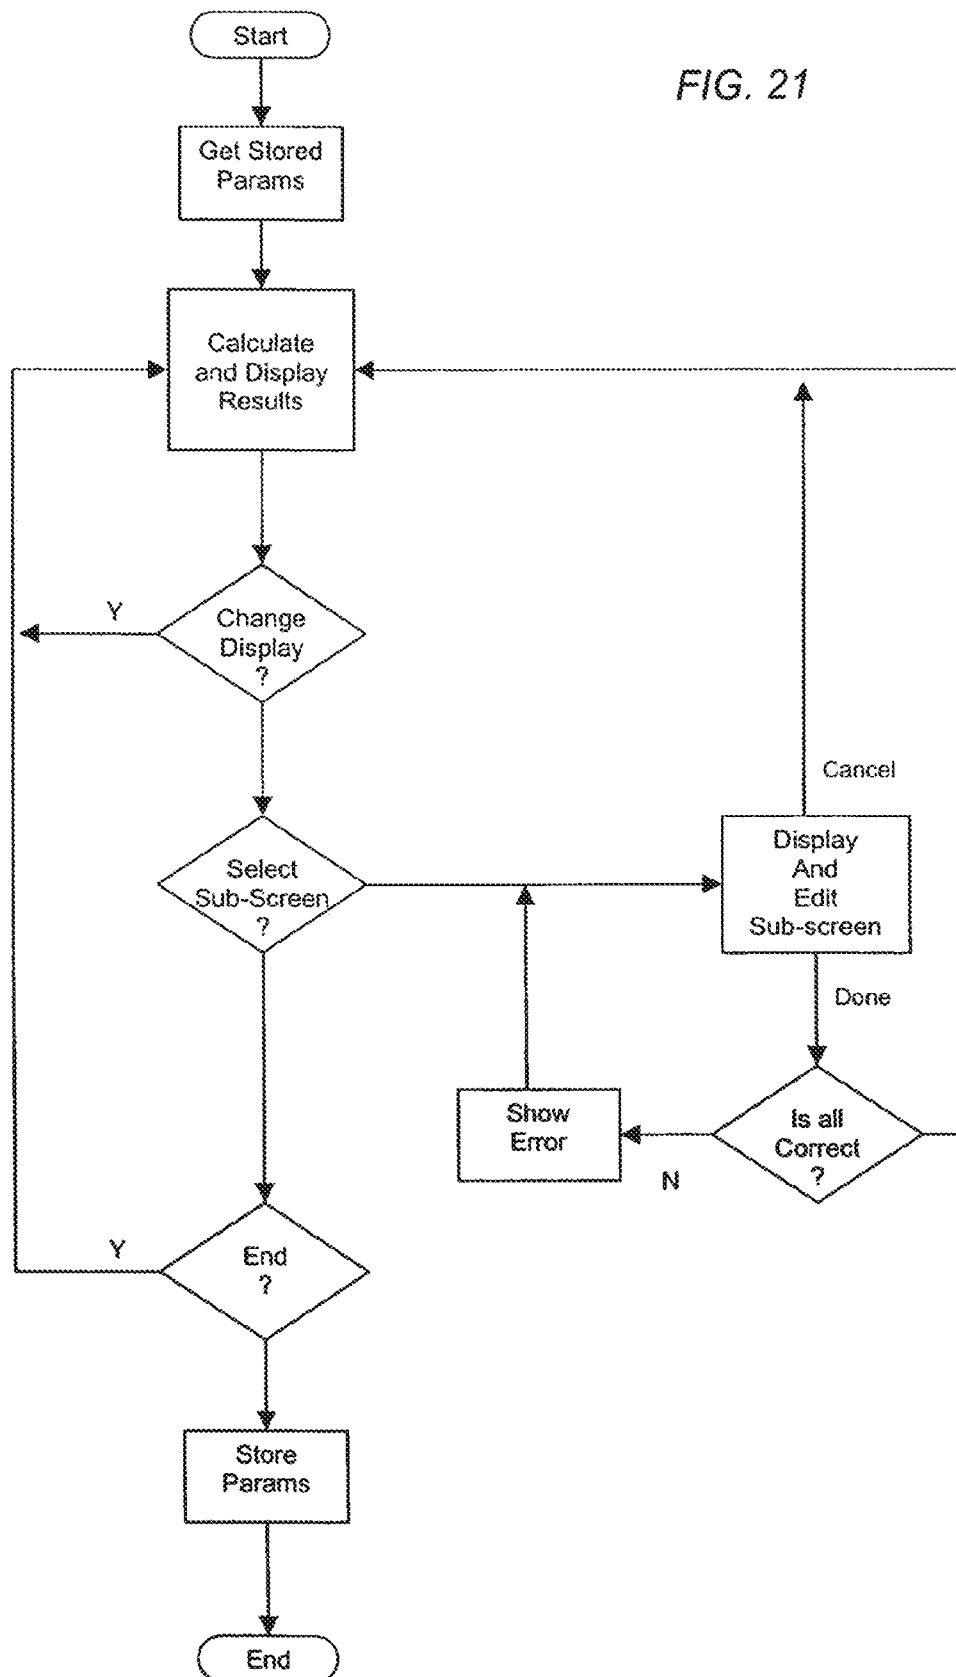 Start
FIG. 21
Get Stored
Params
Calculate
and Display
Results
Y
Change
Display
?
Cancel
Select
Sub-Screen
?
Display
And
Edit
Sub-screen
Done
Show
Error
N
Is all
Correct
?
Y
End
?
Store
Params
End